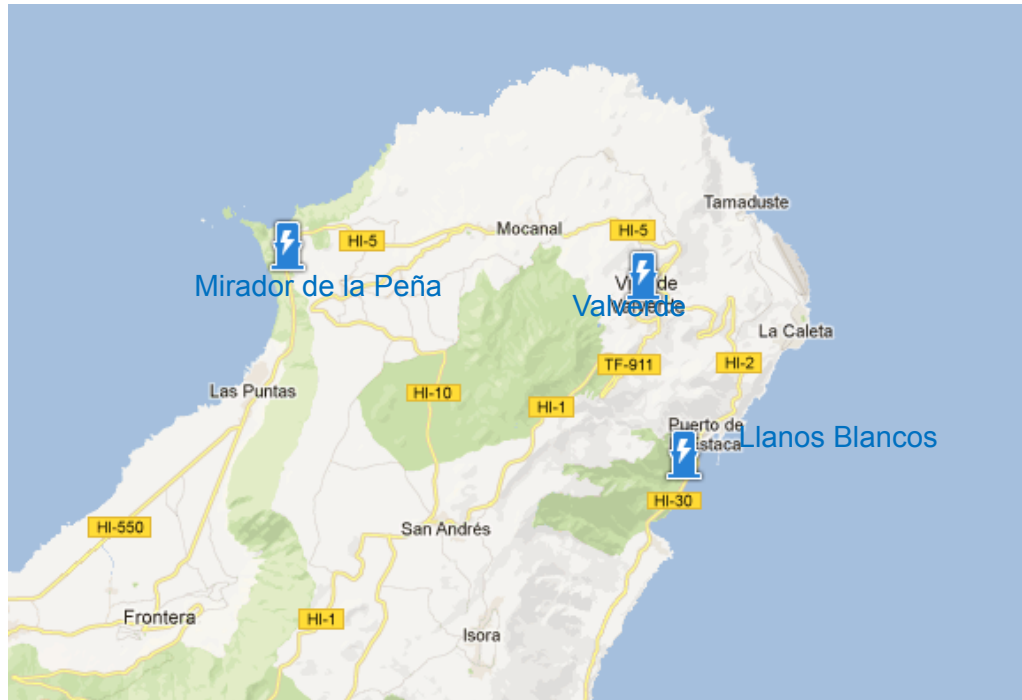 Tamaduste
Mocanal
HI-5
HI-5
Mirador de la Peña
Valverde
La Caleta
HI-2
TF-911
Las Puntas
HI-10
HI-1
Puerto de
Llanos Blancos
HI-30
HI-550
San Andrés
Frontera
HI-1
Isora